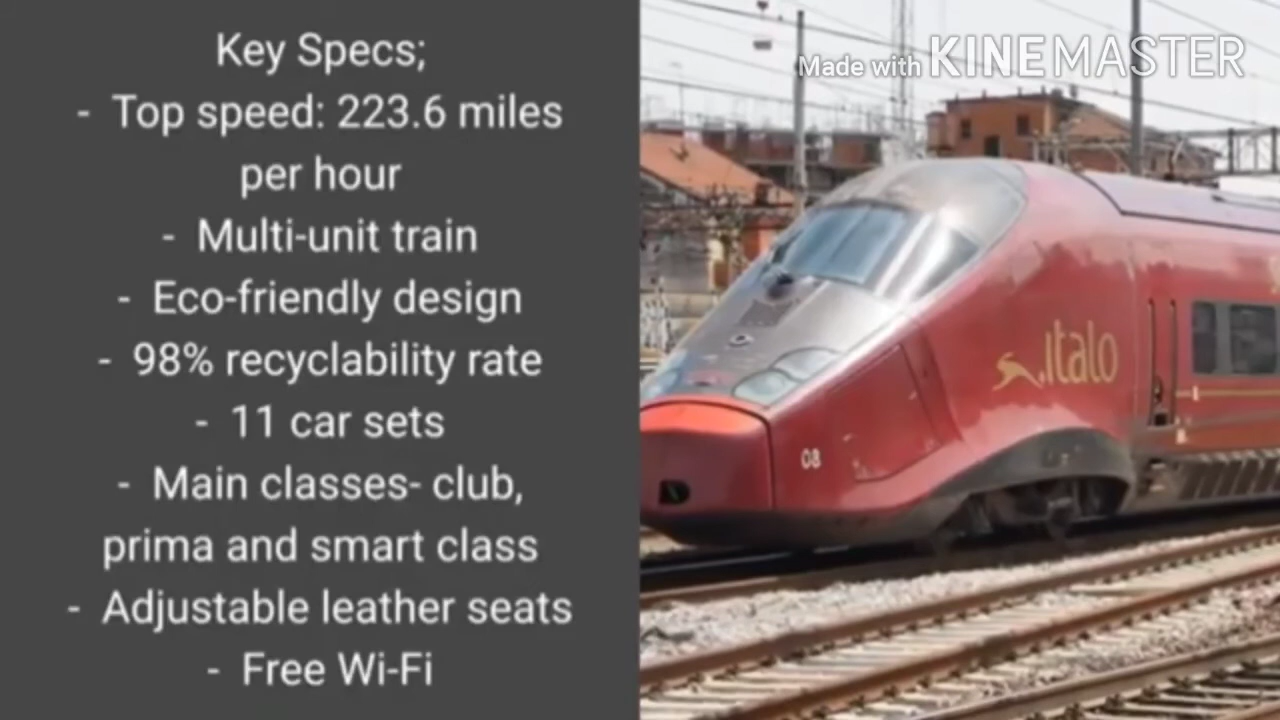 Key Specs;
- Top speed: 223.6 miles
per hour
- Multi-unit train
- Eco-friendly design
- 98% recyclability rate
- 11 car sets
- Main classes- club,
prima and smart class
- Adjustable leather seats
- Free Wi-Fi
Made with KINEMASTER
.italo
08